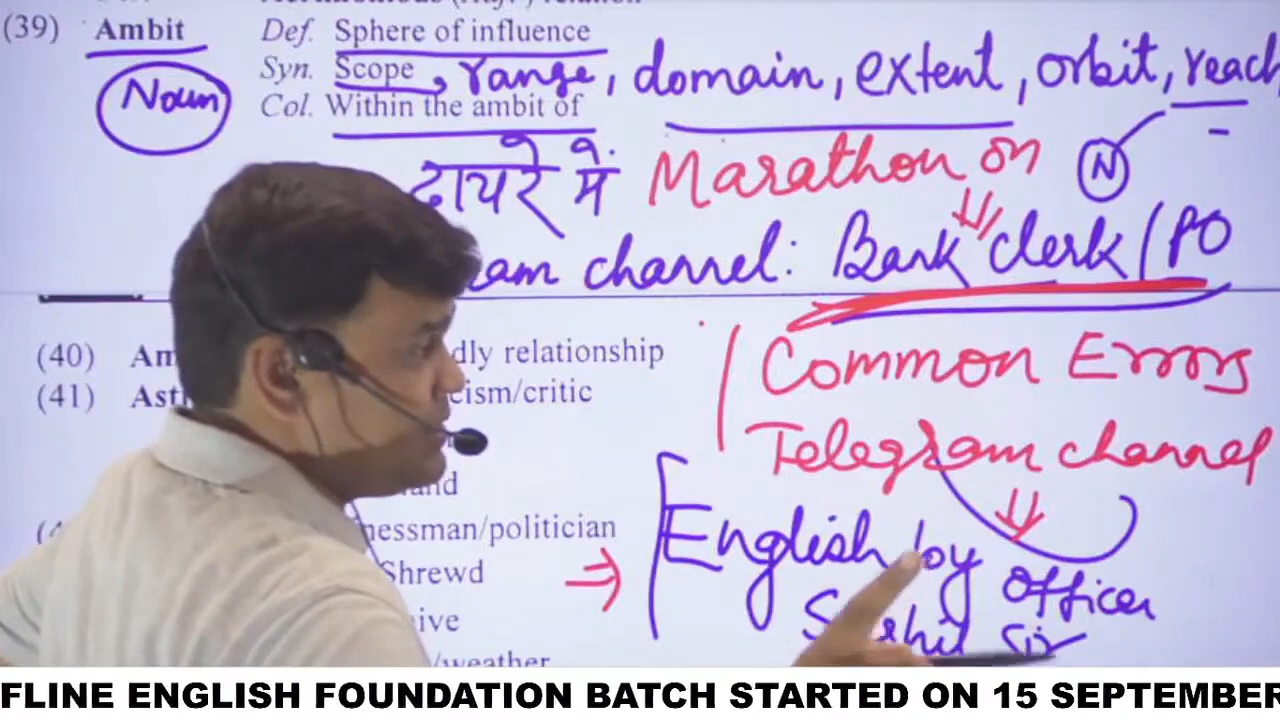 (39) Ambit Def. Sphere of influence
Syn. Scope, range, domain, extent, orbit, reach
Noun Col. Within the ambit of
दायरे में Marathon on N
am channel: Bank clerk/PO
(40) Am dly relationship
(41) Ast cism/critic
Common Errors
Telegram channel
and
nessman/politician
Shrewd
English by officer
ive
Sir
/weather
FLINE ENGLISH FOUNDATION BATCH STARTED ON 15 SEPTEMBER